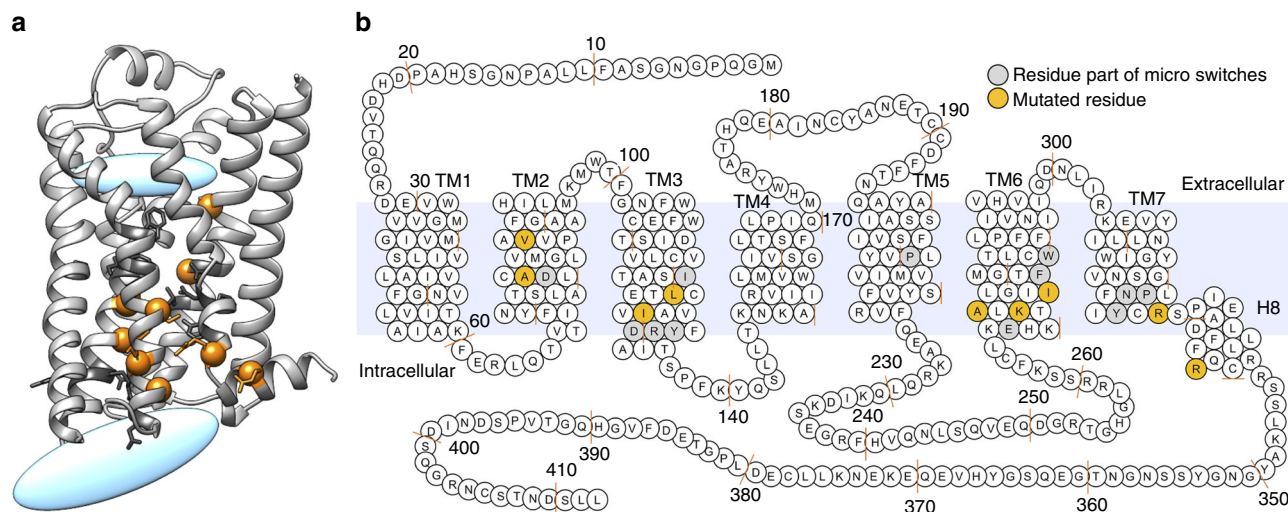 a
b
20
10
H D P A H S G N P A L L F A S G N G P Q G M
D V T Q Q R
Residue part of micro switches
Mutated residue
30 TM1
D E V W
V V G M
G I V M
S L I V
L A I V
F G N V
L V I T
A I A K
60
F E R L Q T V T
TM2
H I L M
F G A A
A V V P
V M G L
C A D L
T S L A
N Y F I
K M W T F
100
TM3
G N F W
C E F W
T S I D
V L C V
T A S I
E T L C
V I A V
D R Y F
A I T
S P F K Y Q S L L T
140
TM4
L P I Q
L T S F
I V S G
L M V W
R V I I
N K A
170
M H W Y R A T H Q E A I N C Y A N E T C C D F F T N
180
190
TM5
Q A Y A
I A S S
I V S F
V V P L
V I M V
F V Y S
R V F
Q E A K R Q L Q K I D K S E G R F H V Q N L S Q V E Q D G R T G H G L R R S S K F C L
230
240
250
260
TM6
V H V I
I V N I
L P F F
T L C W
M G T F
L G I I
A L K T
K E H K
Q D N L I R
300
TM7
K E V Y
I L L N
W I G Y
V N S G
F N P L
I Y C R S P
H8
Extracellular
Intracellular
R R S S L K A Y G N G Y S S N G N T G E Q S G Y H V E Q E K E N K L L C E D L P G T E D F V G H Q G T V P S D N I D S Q G R N C S T N D S L L
350
360
370
380
390
400
410